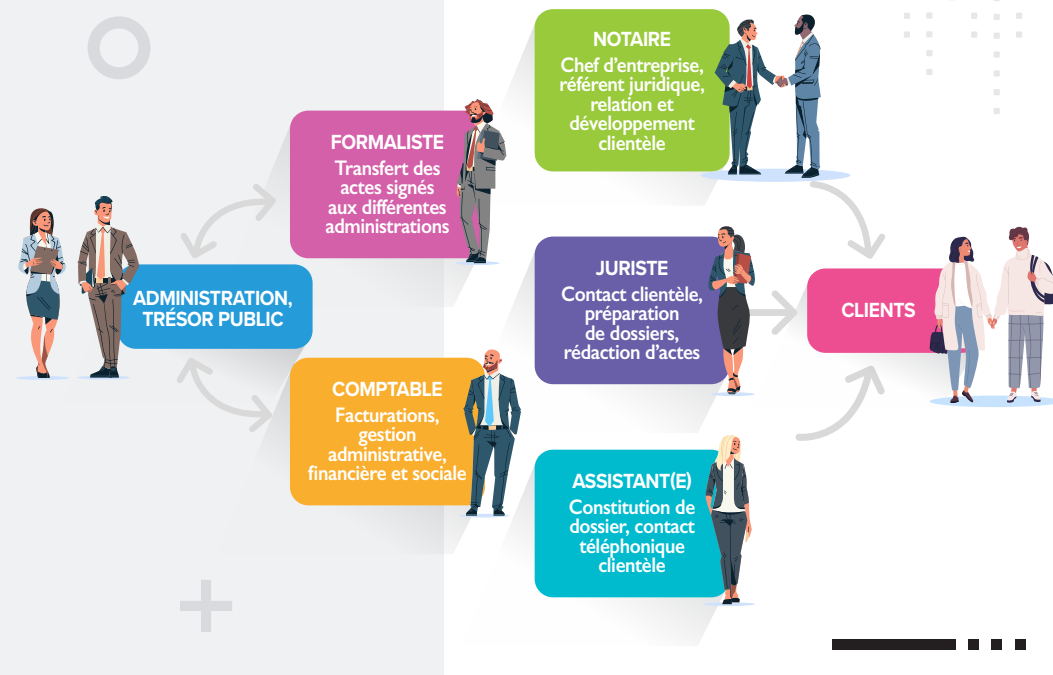 NOTAIRE
Chef d’entreprise,
référent juridique,
relation et
développement
clientèle
FORMALISTE
Transfert des
actes signés
aux différentes
administrations
ADMINISTRATION,
TRÉSOR PUBLIC
JURISTE
Contact clientèle,
préparation
de dossiers,
rédaction d’actes
CLIENTS
COMPTABLE
Facturations,
gestion
administrative,
financière et sociale
ASSISTANT(E)
Constitution de
dossier, contact
téléphonique
clientèle